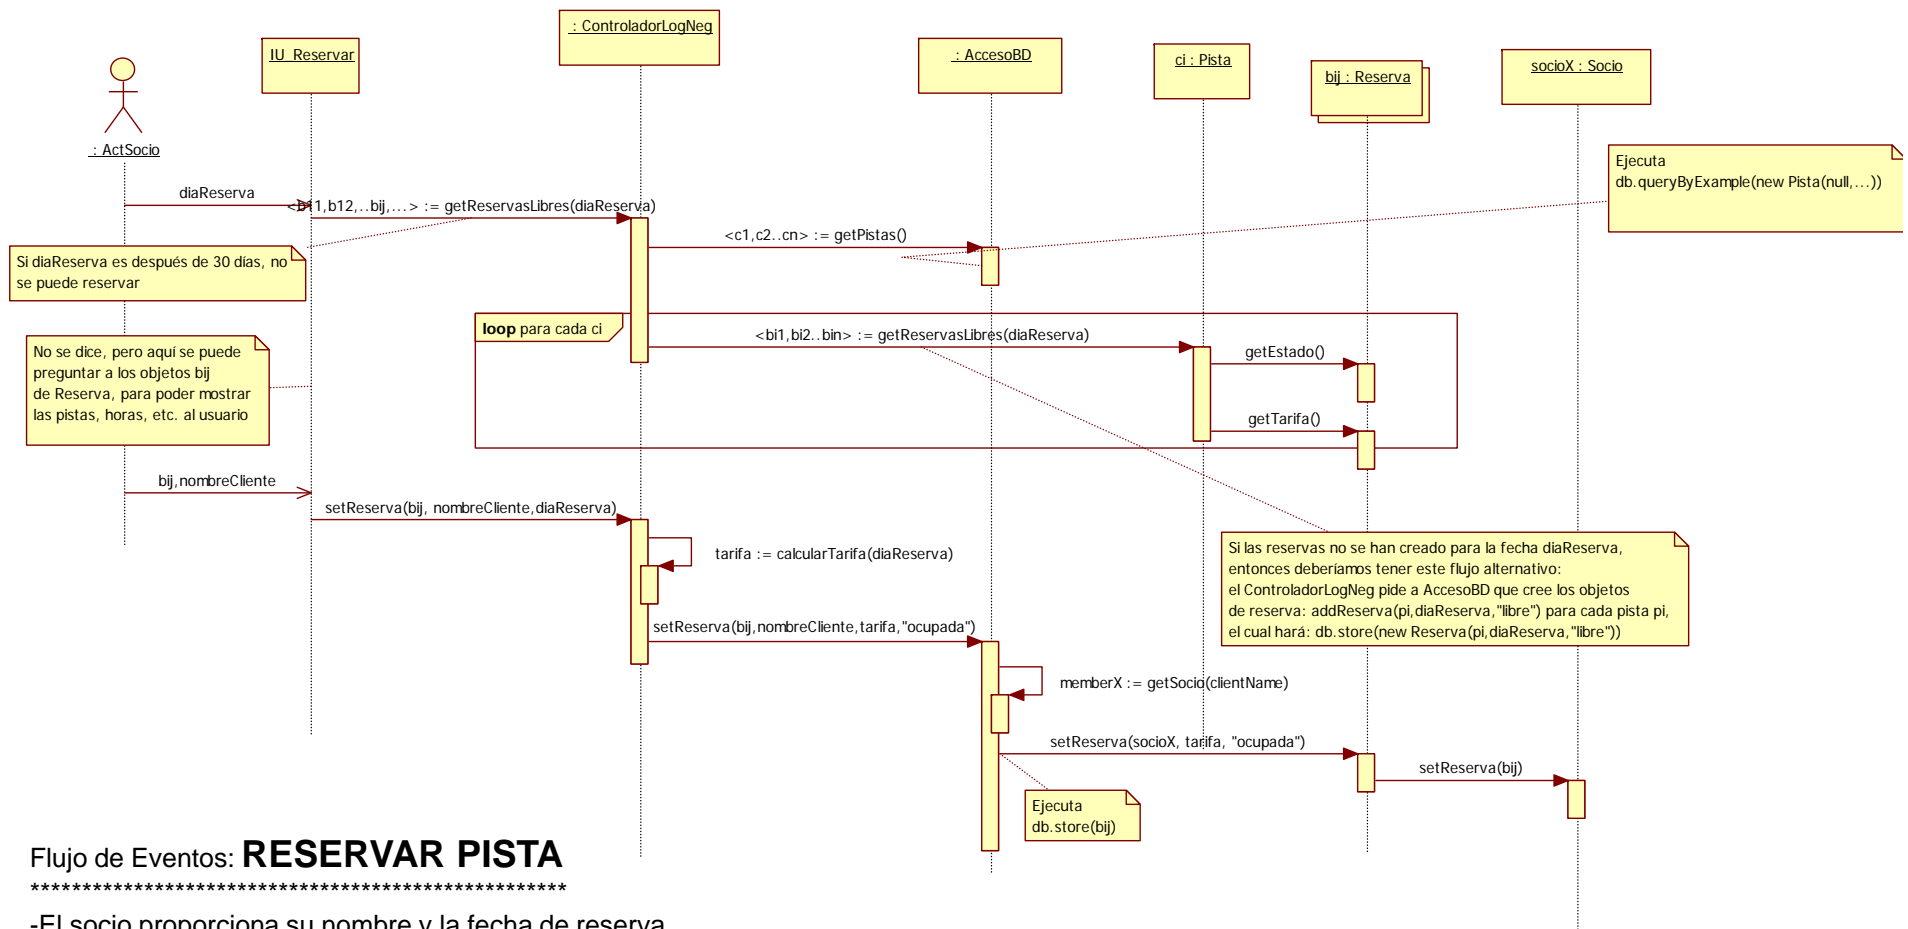 : ControladorLogNeg
IU_Reservar
: AccesoBD
ci : Pista
bij : Reserva
socioX : Socio
: ActSocio
Ejecuta
db.queryByExample(new Pista(null,...))
diaReserva
<b11,b12,..bij,...> := getReservasLibres(diaReserva)
<c1,c2..cn> := getPistas()
Si diaReserva es después de 30 días, no
se puede reservar
loop para cada ci
<bi1,bi2..bin> := getReservasLibres(diaReserva)
getEstado()
No se dice, pero aquí se puede
preguntar a los objetos bij
de Reserva, para poder mostrar
las pistas, horas, etc. al usuario
getTarifa()
bij,nombreCliente
setReserva(bij, nombreCliente,diaReserva)
tarifa := calcularTarifa(diaReserva)
Si las reservas no se han creado para la fecha diaReserva,
entonces deberíamos tener este flujo alternativo:
el ControladorLogNeg pide a AccesoBD que cree los objetos
de reserva: addReserva(pi,diaReserva,"libre") para cada pista pi,
el cual hará: db.store(new Reserva(pi,diaReserva,"libre"))
setReserva(bij,nombreCliente,tarifa,"ocupada")
memberX := getSocio(clientName)
setReserva(socioX, tarifa, "ocupada")
setReserva(bij)
Ejecuta
db.store(bij)
Flujo de Eventos: RESERVAR PISTA
****************************************************
-El socio proporciona su nombre y la fecha de reserva